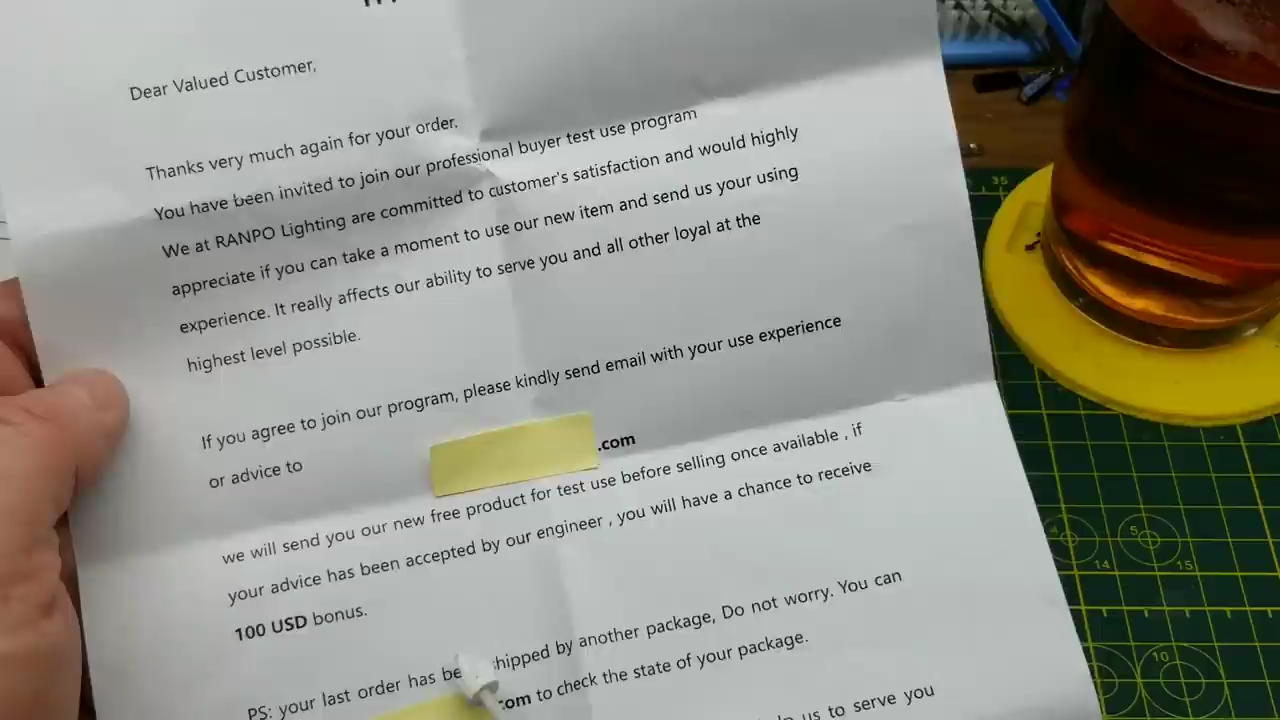 Dear Valued Customer,
Thanks very much again for your order.
You have been invited to join our professional buyer test use program
We at RANPO Lighting are committed to customer's satisfaction and would highly
appreciate if you can take a moment to use our new item and send us your using
experience. It really affects our ability to serve you and all other loyal at the
highest level possible.
If you agree to join our program, please kindly send email with your use experience
or advice to .com
we will send you our new free product for test use before selling once available , if
your advice has been accepted by our engineer , you will have a chance to receive
100 USD bonus.
PS: your last order has be hipped by another package, Do not worry. You can
.com to check the state of your package.
us to serve you
35
4
5
14
15
10